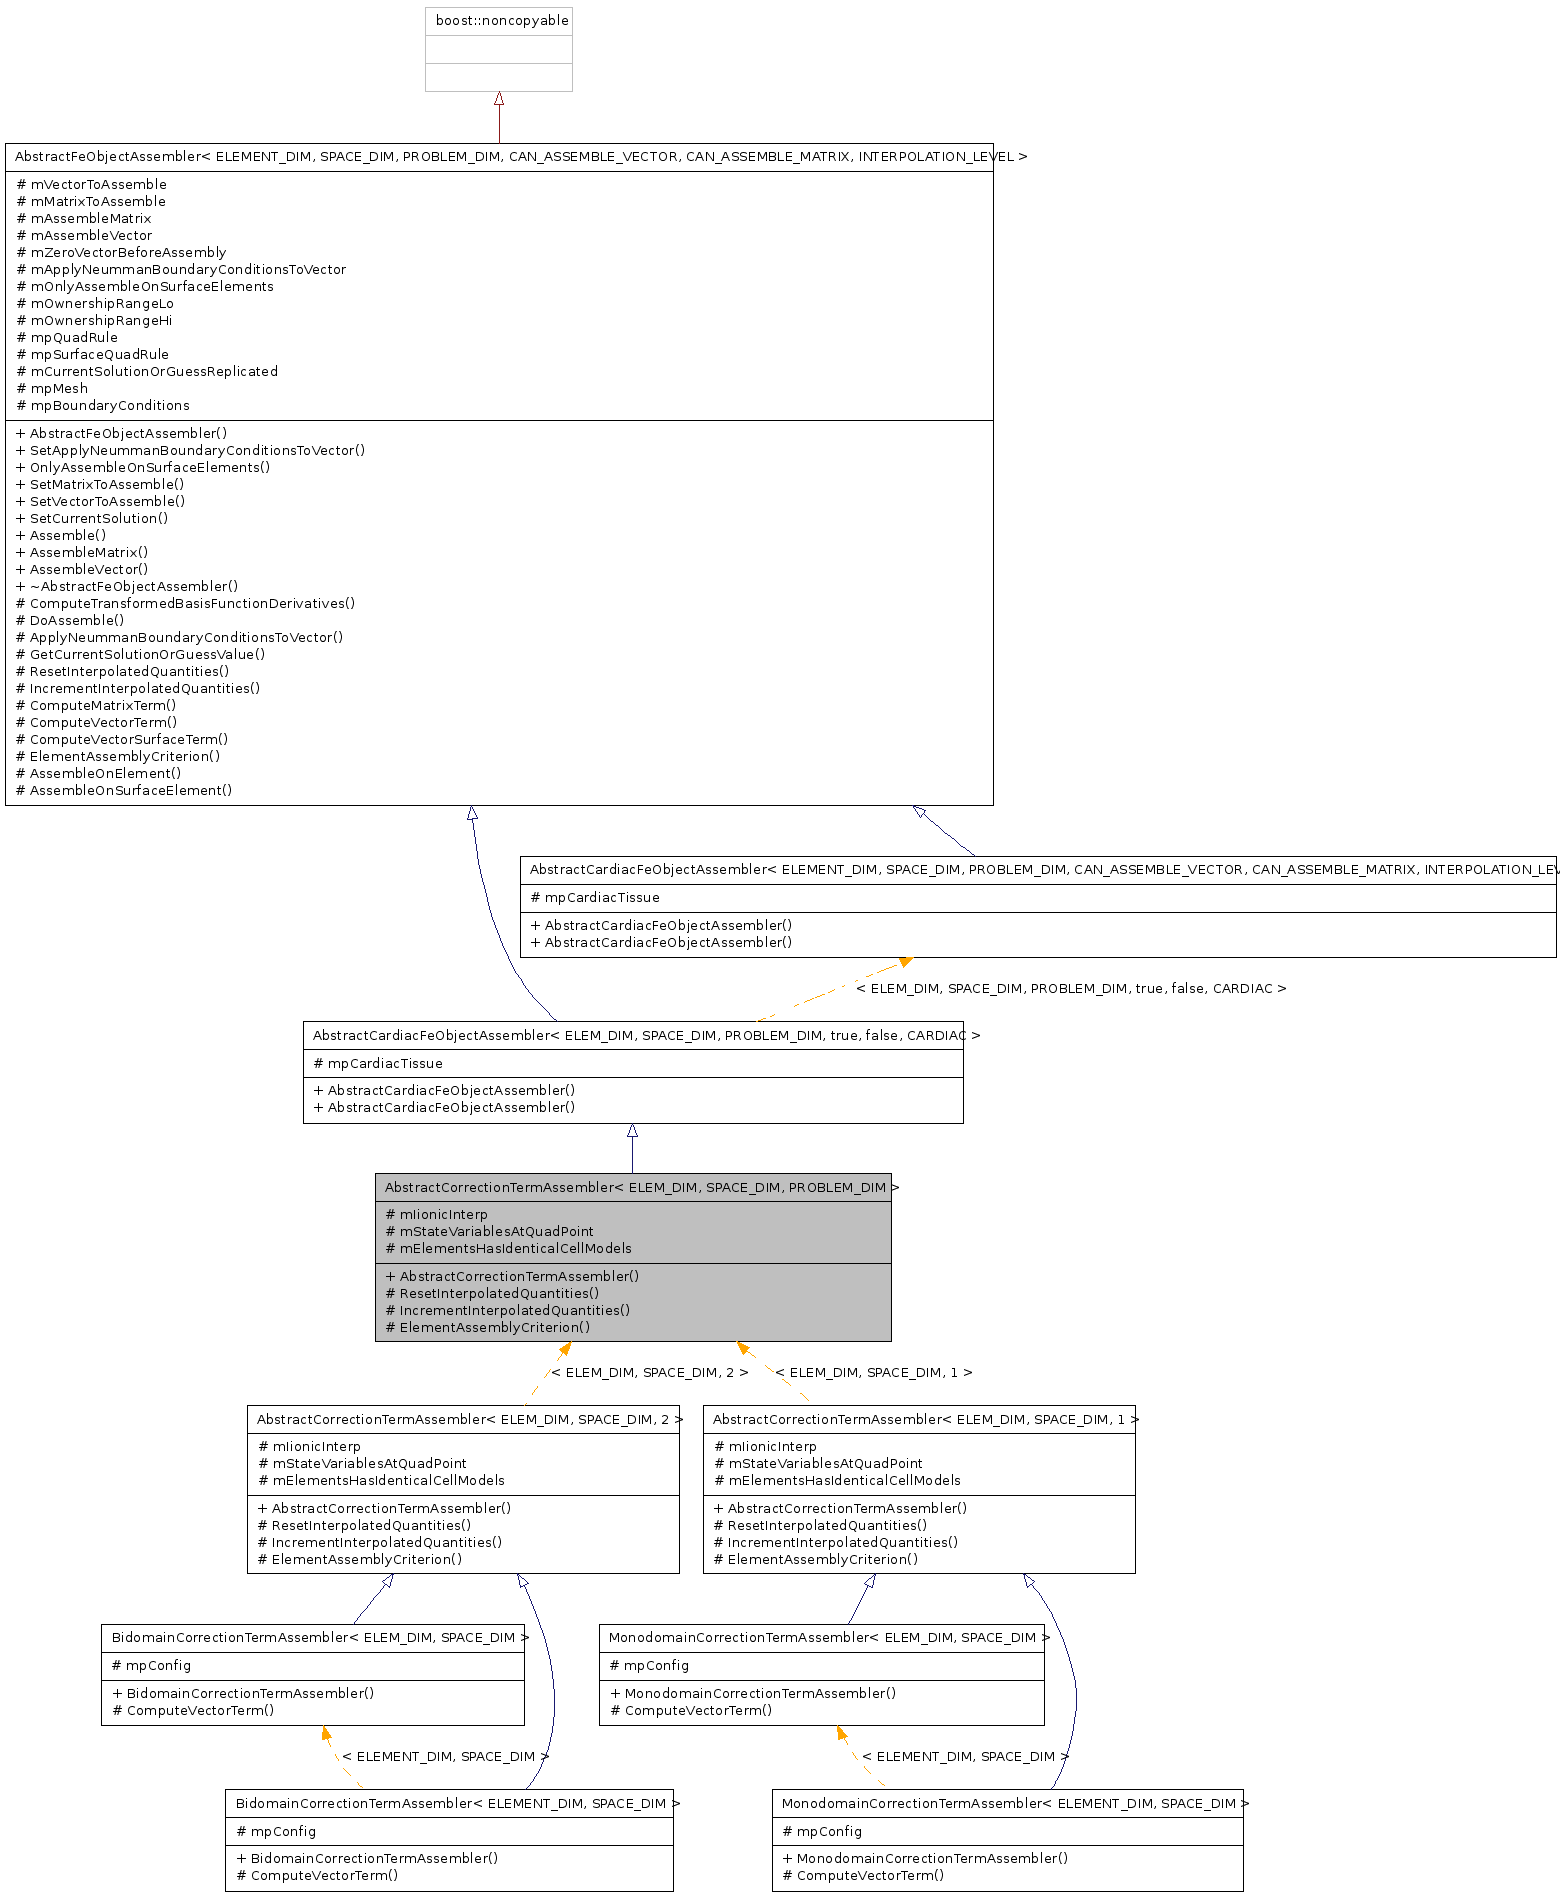 boost::noncopyable
AbstractFeObjectAssembler< ELEMENT_DIM, SPACE_DIM, PROBLEM_DIM, CAN_ASSEMBLE_VECTOR, CAN_ASSEMBLE_MATRIX, INTERPOLATION_LEVEL >
# mVectorToAssemble
# mMatrixToAssemble
# mAssembleMatrix
# mAssembleVector
# mZeroVectorBeforeAssembly
# mApplyNeummanBoundaryConditionsToVector
# mOnlyAssembleOnSurfaceElements
# mOwnershipRangeLo
# mOwnershipRangeHi
# mpQuadRule
# mpSurfaceQuadRule
# mCurrentSolutionOrGuessReplicated
# mpMesh
# mpBoundaryConditions
+ AbstractFeObjectAssembler()
+ SetApplyNeummanBoundaryConditionsToVector()
+ OnlyAssembleOnSurfaceElements()
+ SetMatrixToAssemble()
+ SetVectorToAssemble()
+ SetCurrentSolution()
+ Assemble()
+ AssembleMatrix()
+ AssembleVector()
+ ~AbstractFeObjectAssembler()
# ComputeTransformedBasisFunctionDerivatives()
# DoAssemble()
# ApplyNeummanBoundaryConditionsToVector()
# GetCurrentSolutionOrGuessValue()
# ResetInterpolatedQuantities()
# IncrementInterpolatedQuantities()
# ComputeMatrixTerm()
# ComputeVectorTerm()
# ComputeVectorSurfaceTerm()
# ElementAssemblyCriterion()
# AssembleOnElement()
# AssembleOnSurfaceElement()
AbstractCardiacFeObjectAssembler< ELEMENT_DIM, SPACE_DIM, PROBLEM_DIM, CAN_ASSEMBLE_VECTOR, CAN_ASSEMBLE_MATRIX,
# mpCardiacTissue
+ AbstractCardiacFeObjectAssembler()
+ AbstractCardiacFeObjectAssembler()
< ELEM_DIM, SPACE_DIM, PROBLEM_DIM, true, false, CARDIAC >
AbstractCardiacFeObjectAssembler< ELEM_DIM, SPACE_DIM, PROBLEM_DIM, true, false, CARDIAC >
# mpCardiacTissue
+ AbstractCardiacFeObjectAssembler()
+ AbstractCardiacFeObjectAssembler()
AbstractCorrectionTermAssembler< ELEM_DIM, SPACE_DIM, PROBLEM_DIM >
# mIionicInterp
# mStateVariablesAtQuadPoint
# mElementsHasIdenticalCellModels
+ AbstractCorrectionTermAssembler()
# ResetInterpolatedQuantities()
# IncrementInterpolatedQuantities()
# ElementAssemblyCriterion()
< ELEM_DIM, SPACE_DIM, 2 >
< ELEM_DIM, SPACE_DIM, 1 >
AbstractCorrectionTermAssembler< ELEM_DIM, SPACE_DIM, 2 >
# mIionicInterp
# mStateVariablesAtQuadPoint
# mElementsHasIdenticalCellModels
+ AbstractCorrectionTermAssembler()
# ResetInterpolatedQuantities()
# IncrementInterpolatedQuantities()
# ElementAssemblyCriterion()
AbstractCorrectionTermAssembler< ELEM_DIM, SPACE_DIM, 1 >
# mIionicInterp
# mStateVariablesAtQuadPoint
# mElementsHasIdenticalCellModels
+ AbstractCorrectionTermAssembler()
# ResetInterpolatedQuantities()
# IncrementInterpolatedQuantities()
# ElementAssemblyCriterion()
BidomainCorrectionTermAssembler< ELEM_DIM, SPACE_DIM >
# mpConfig
+ BidomainCorrectionTermAssembler()
# ComputeVectorTerm()
MonodomainCorrectionTermAssembler< ELEM_DIM, SPACE_DIM >
# mpConfig
+ MonodomainCorrectionTermAssembler()
# ComputeVectorTerm()
< ELEMENT_DIM, SPACE_DIM >
< ELEMENT_DIM, SPACE_DIM >
BidomainCorrectionTermAssembler< ELEMENT_DIM, SPACE_DIM >
# mpConfig
+ BidomainCorrectionTermAssembler()
# ComputeVectorTerm()
MonodomainCorrectionTermAssembler< ELEMENT_DIM, SPACE_DIM >
# mpConfig
+ MonodomainCorrectionTermAssembler()
# ComputeVectorTerm()